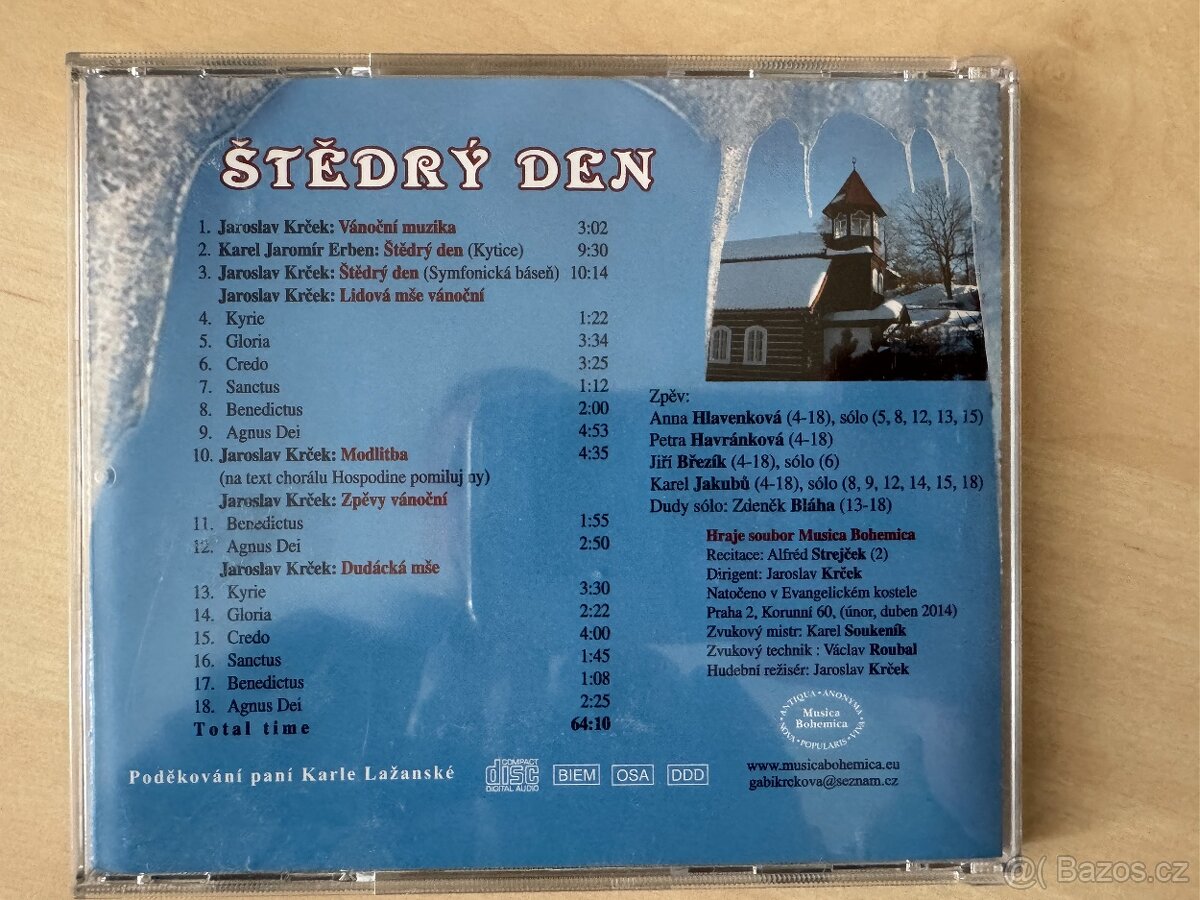 ŠTĚDRÝ DEN
1. Jaroslav Krček: Vánoční muzika 3:02
2. Karel Jaromír Erben: Štědrý den (Kytice) 9:30
3. Jaroslav Krček: Štědrý den (Symfonická báseň) 10:14
Jaroslav Krček: Lidová mše vánoční
4. Kyrie 1:22
5. Gloria 3:34
6. Credo 3:25
7. Sanctus 1:12
8. Benedictus 2:00
9. Agnus Dei 4:53
10. Jaroslav Krček: Modlitba 4:35
(na text chorálu Hospodine pomiluj ny)
Jaroslav Krček: Zpěvy vánoční
11. Benedictus 1:55
12. Agnus Dei 2:50
Jaroslav Krček: Dudácká mše
13. Kyrie 3:30
14. Gloria 2:22
15. Credo 4:00
16. Sanctus 1:45
17. Benedictus 1:08
18. Agnus Dei 2:25
Total time 64:10
Zpěv:
Anna Hlavenková (4-18), sólo (5, 8, 12, 13, 15)
Petra Havránková (4-18)
Jiří Březík (4-18), sólo (6)
Karel Jakubů (4-18), sólo (8, 9, 12, 14, 15, 18)
Dudy sólo: Zdeněk Bláha (13-18)
Hraje soubor Musica Bohemica
Recitace: Alfréd Strejček (2)
Dirigent: Jaroslav Krček
Natočeno v Evangelickém kostele
Praha 2, Korunní 60, (únor, duben 2014)
Zvukový mistr: Karel Soukeník
Zvukový technik : Václav Roubal
Hudební režisér: Jaroslav Krček
ANTIQUA • ANONYMA
Musica
Bohemica
NOVA • POPULARIS • VIVA
Poděkování paní Karle Lažanské
COMPACT
disc
DIGITAL AUDIO
BIEM OSA DDD
www.musicabohemica.eu
gabikrckova@seznam.cz
@( Bazos.cz